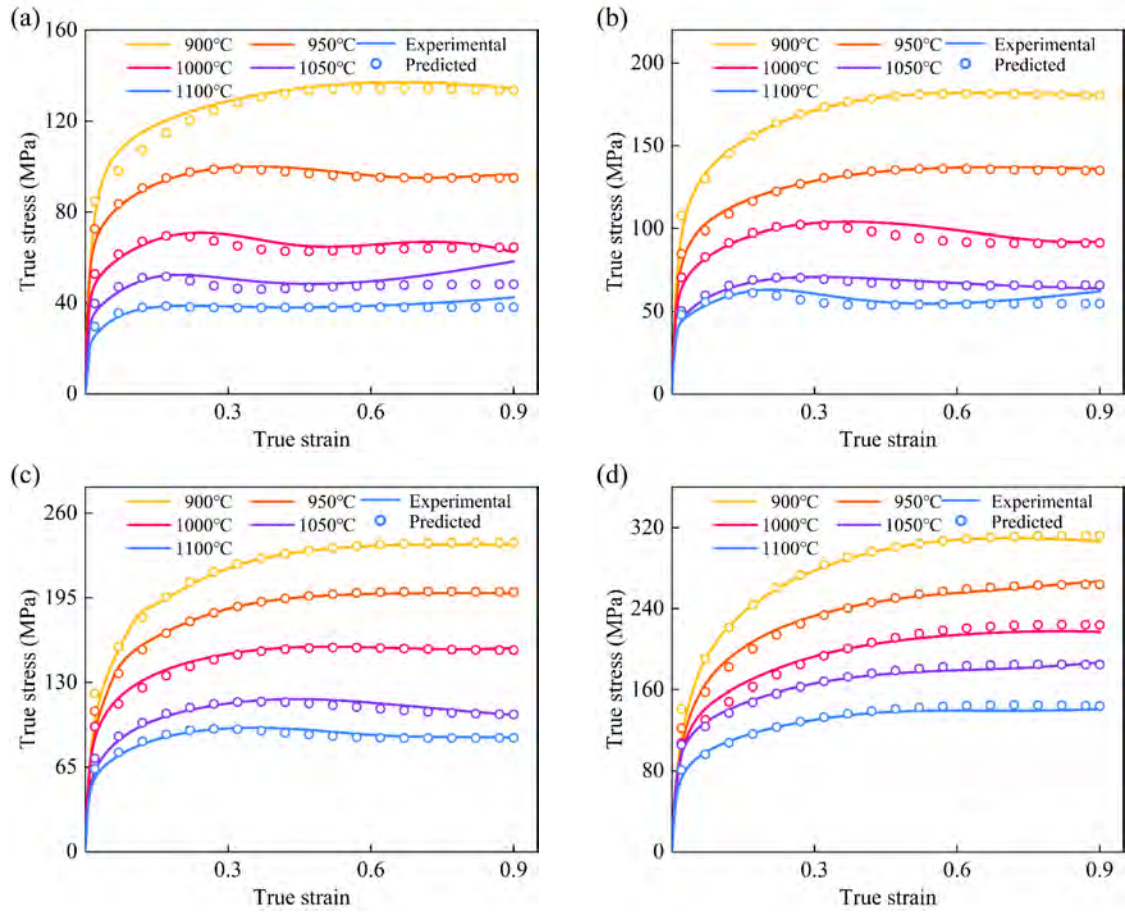 (a)
160
120
80
40
0
True stress (MPa)
900℃
950℃
Experimental
1000℃
1050℃
Predicted
1100℃
0.3
0.6
0.9
True strain
(b)
200
150
100
50
0
True stress (MPa)
900℃
950℃
Experimental
1000℃
1050℃
Predicted
1100℃
0.3
0.6
0.9
True strain
(c)
260
195
130
65
0
True stress (MPa)
900℃
950℃
Experimental
1000℃
1050℃
Predicted
1100℃
0.3
0.6
0.9
True strain
(d)
360
320
240
160
80
0
True stress (MPa)
900℃
950℃
Experimental
1000℃
1050℃
Predicted
1100℃
0.3
0.6
0.9
True strain